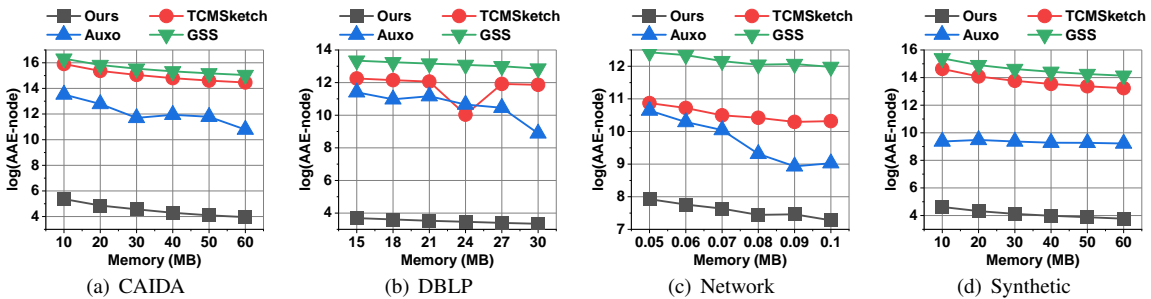 Ours TCMSketch
Auxo GSS
log(AAE-node)
16
14
12
10
8
6
4
10 20 30 40 50 60
Memory (MB)
(a) CAIDA
Ours TCMSketch
Auxo GSS
log(AAE-node)
14
12
10
8
6
4
15 18 21 24 27 30
Memory (MB)
(b) DBLP
Ours TCMSketch
Auxo GSS
log(AAE-node)
12
11
10
9
8
7
0.05 0.06 0.07 0.08 0.09 0.1
Memory (MB)
(c) Network
Ours TCMSketch
Auxo GSS
log(AAE-node)
16
14
12
10
8
6
4
10 20 30 40 50 60
Memory (MB)
(d) Synthetic